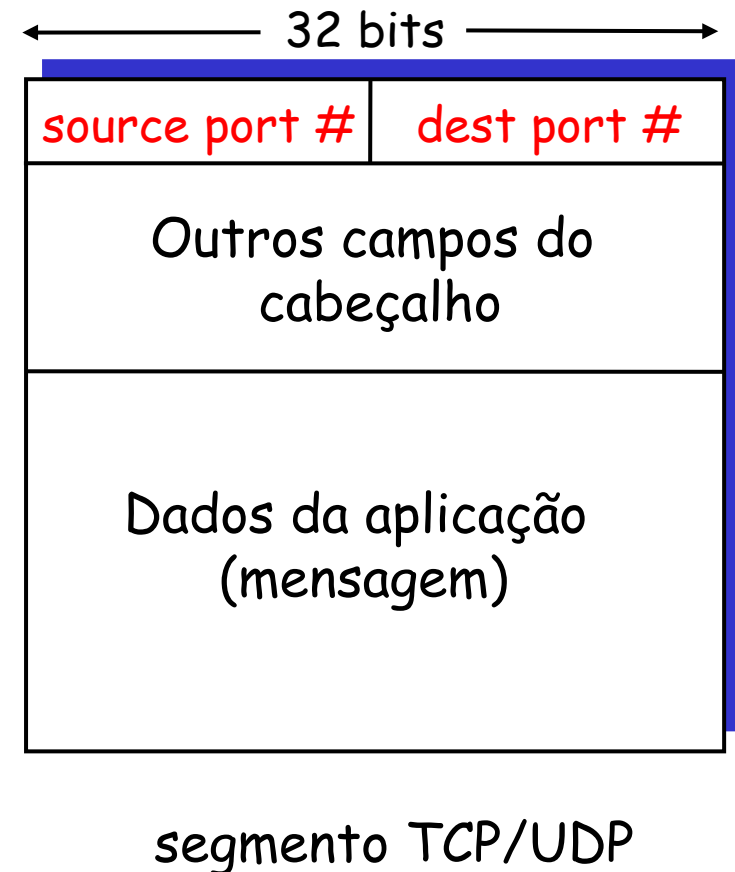 32 bits
source port # dest port #
Outros campos do
cabeçalho
Dados da aplicação
(mensagem)
segmento TCP/UDP